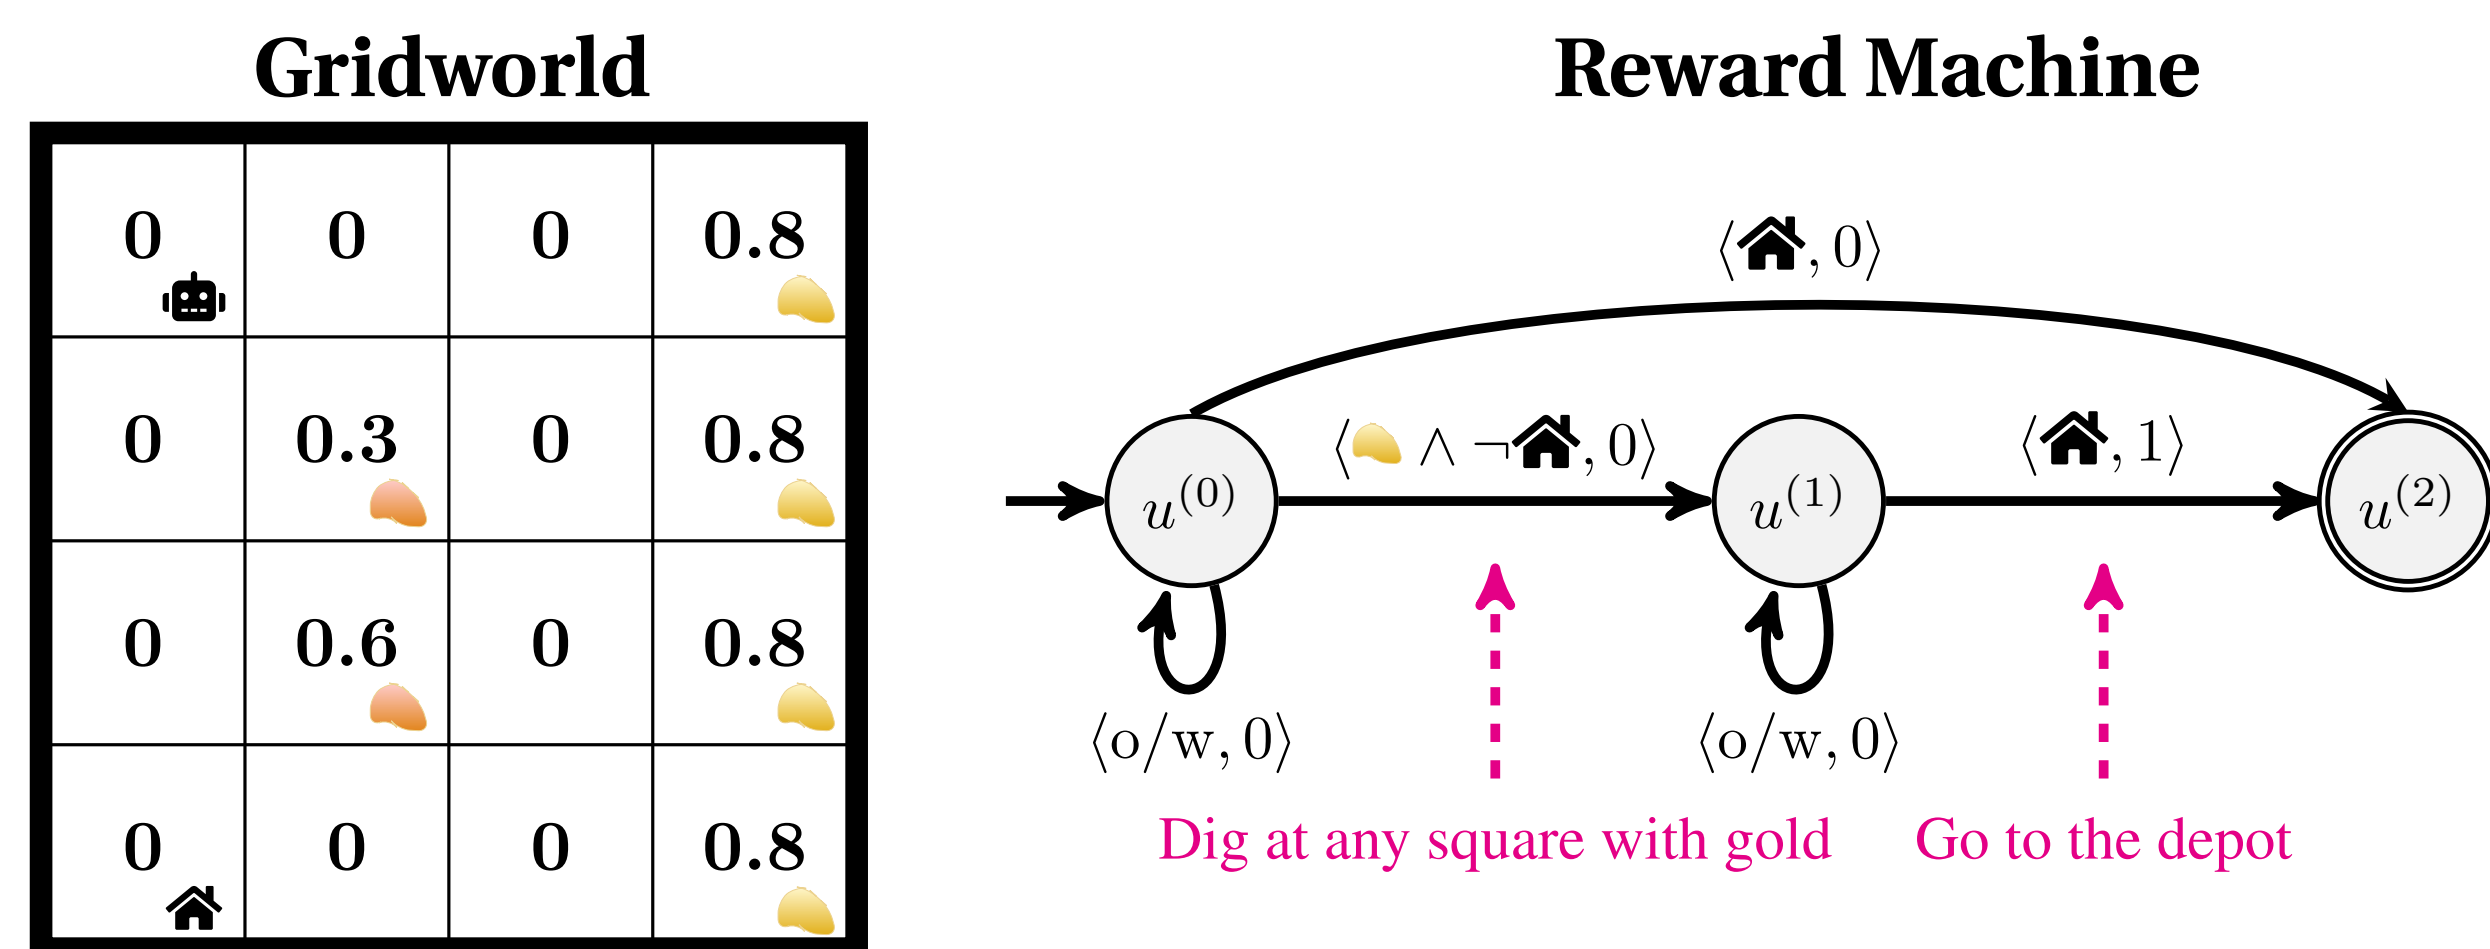 Gridworld
0 0 0 0.8
0 0.3 0 0.8
0 0.6 0 0.8
0 0 0 0.8
Reward Machine
⟨, 0⟩
⟨ ∧ ¬, 0⟩
⟨, 1⟩
u^(0)
u^(1)
u^(2)
⟨o/w, 0⟩
⟨o/w, 0⟩
Dig at any square with gold
Go to the depot